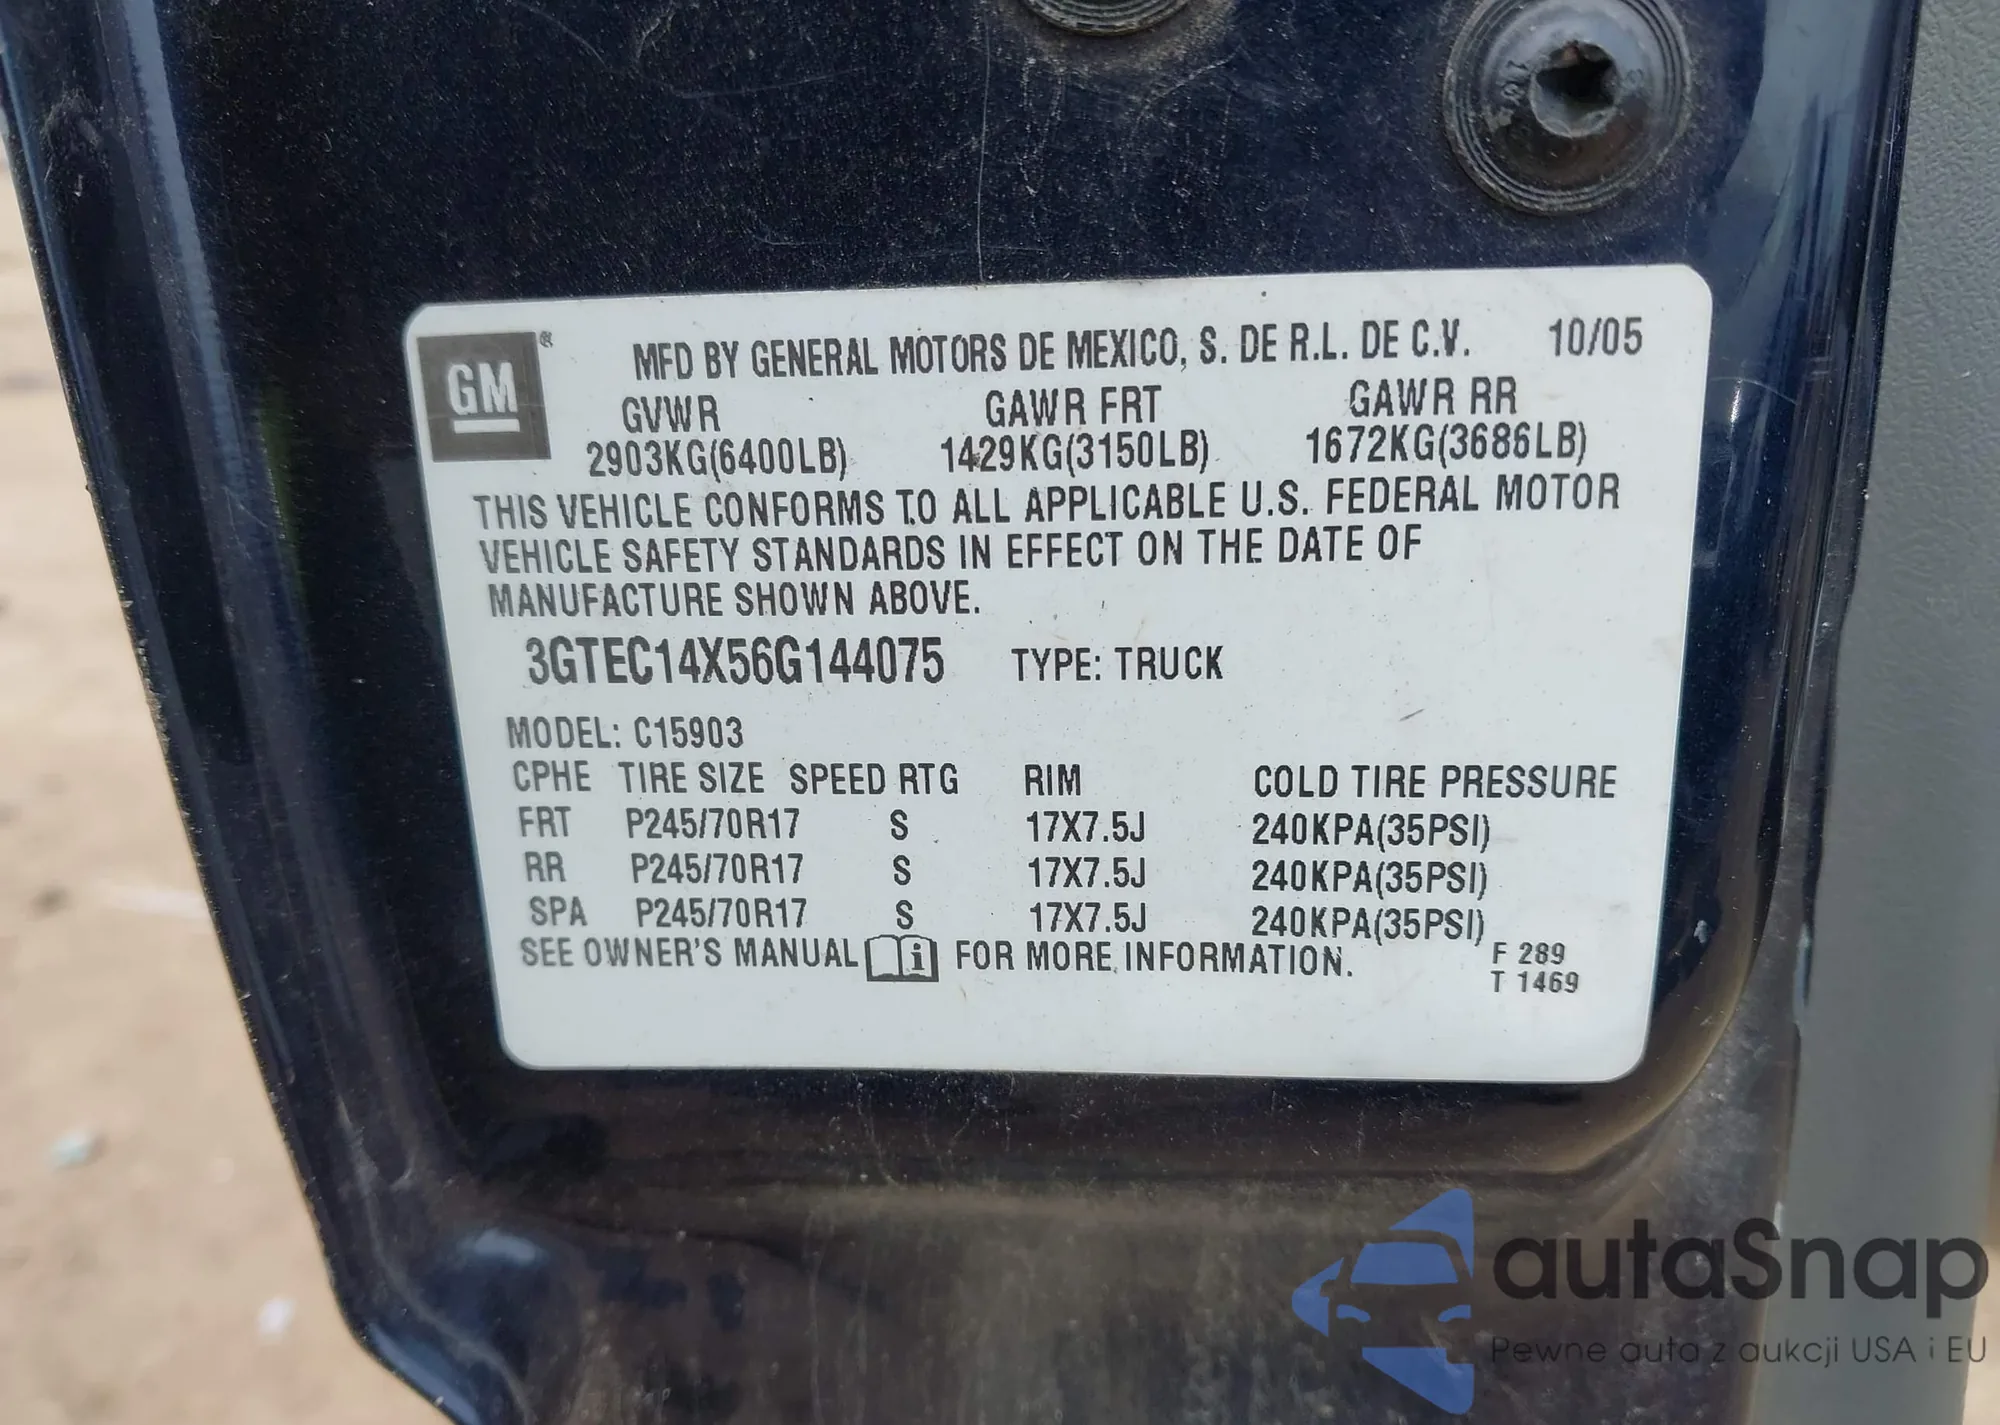 GM®
MFD BY GENERAL MOTORS DE MEXICO, S. DE R.L. DE C.V. 10/05
GVWR GAWR FRT GAWR RR
2903KG(6400LB) 1429KG(3150LB) 1672KG(3686LB)
THIS VEHICLE CONFORMS TO ALL APPLICABLE U.S. FEDERAL MOTOR
VEHICLE SAFETY STANDARDS IN EFFECT ON THE DATE OF
MANUFACTURE SHOWN ABOVE.
3GTEC14X56G144075 TYPE: TRUCK
MODEL: C15903
CPHE TIRE SIZE SPEED RTG RIM COLD TIRE PRESSURE
FRT P245/70R17 S 17X7.5J 240KPA(35PSI)
RR P245/70R17 S 17X7.5J 240KPA(35PSI)
SPA P245/70R17 S 17X7.5J 240KPA(35PSI)
SEE OWNER'S MANUAL i FOR MORE INFORMATION.
F 289
T 1469
autaSnap
Pewne auta z aukcji USA i EU